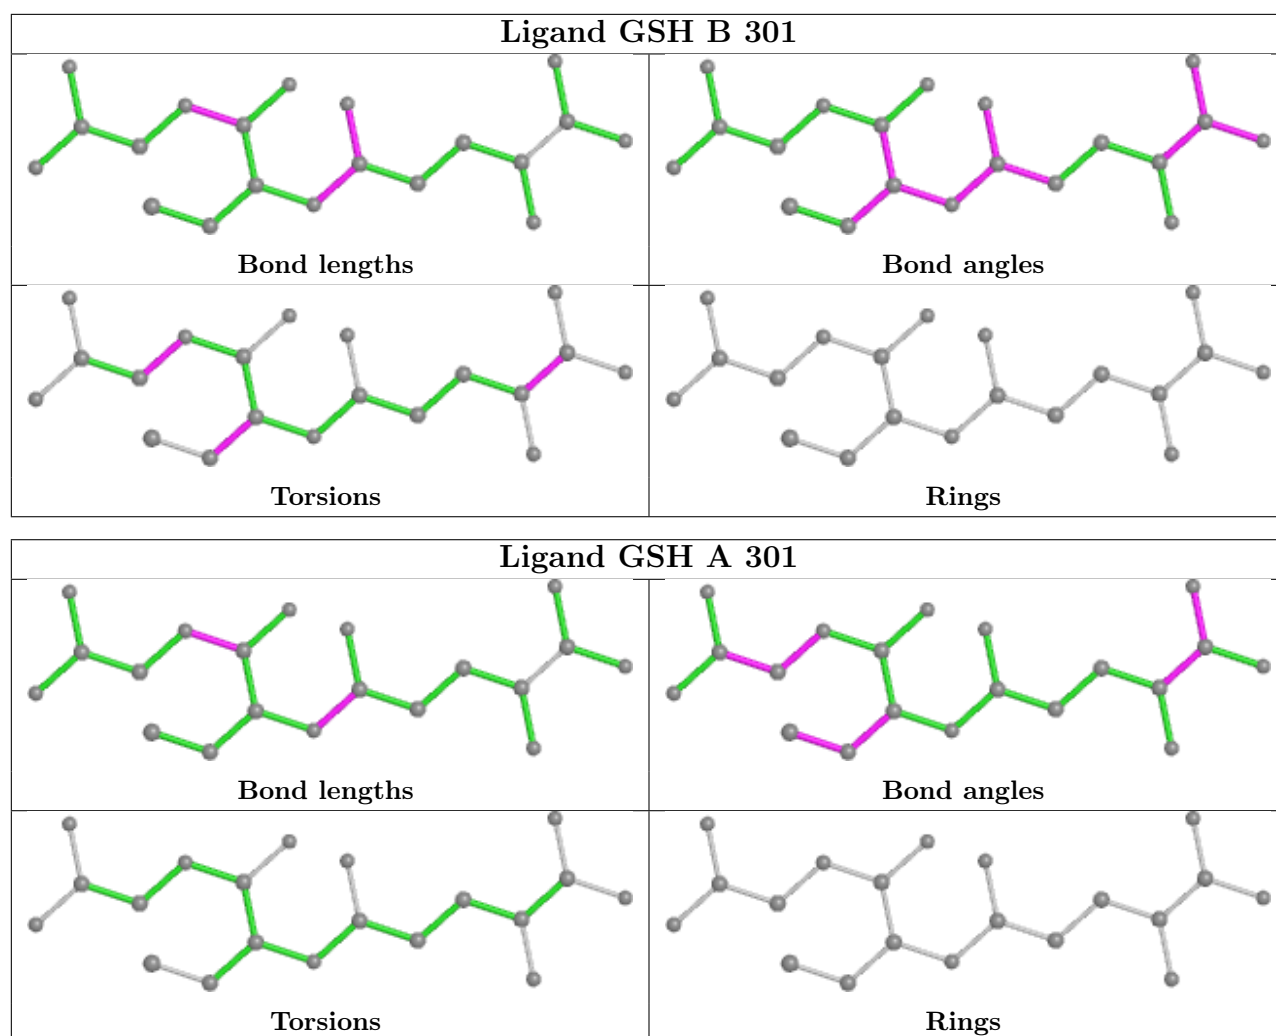 Ligand GSH B 301
Bond lengths
Bond angles
Torsions
Rings
Ligand GSH A 301
Bond lengths
Bond angles
Torsions
Rings